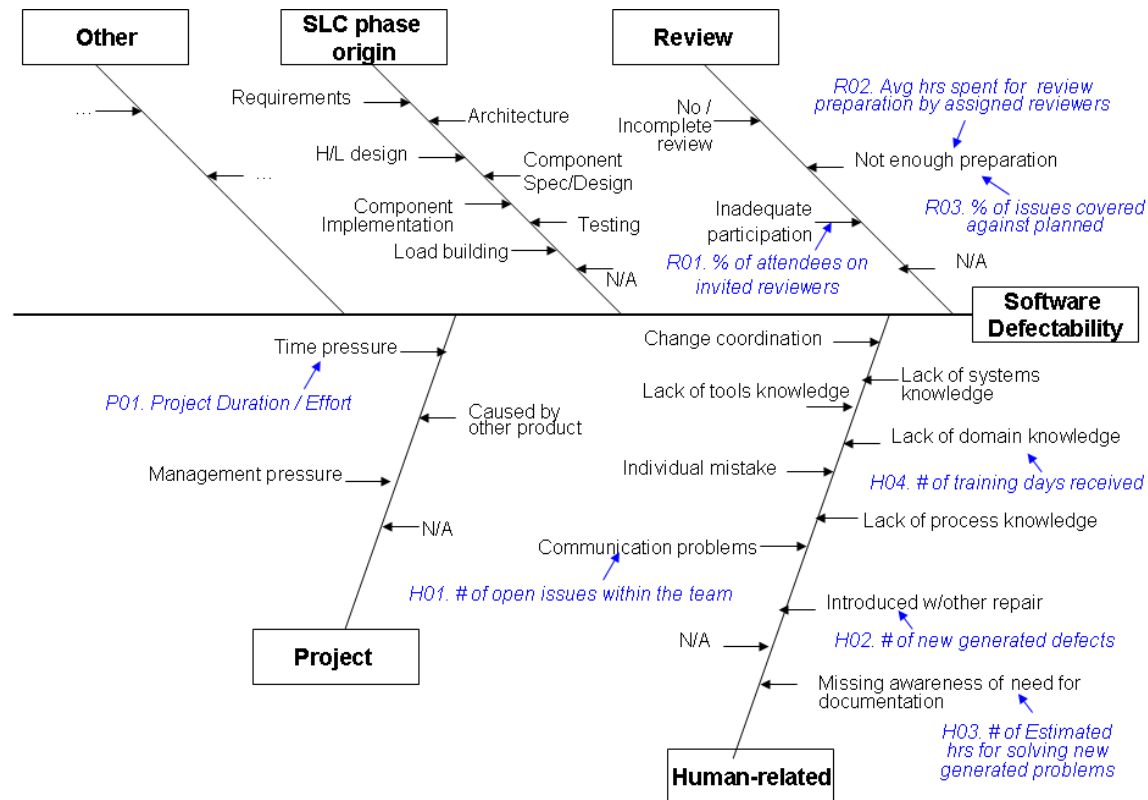 Other
SLC phase
origin
Review
Requirements
Architecture
H/L design
Component
Spec/Design
Component
Implementation
Testing
Load building
N/A
...
...
No /
Incomplete
review
R02. Avg hrs spent for review
preparation by assigned reviewers
Not enough preparation
R03. % of issues covered
against planned
Inadequate
participation
R01. % of attendees on
invited reviewers
N/A
Software
Defectability
Time pressure
P01. Project Duration / Effort
Caused by
other product
Management pressure
N/A
Project
Change coordination
Lack of systems
knowledge
Lack of tools knowledge
Lack of domain knowledge
H04. # of training days received
Individual mistake
Lack of process knowledge
Communication problems
H01. # of open issues within the team
Introduced w/other repair
H02. # of new generated defects
N/A
Missing awareness of need for
documentation
H03. # of Estimated
hrs for solving new
generated problems
Human-related